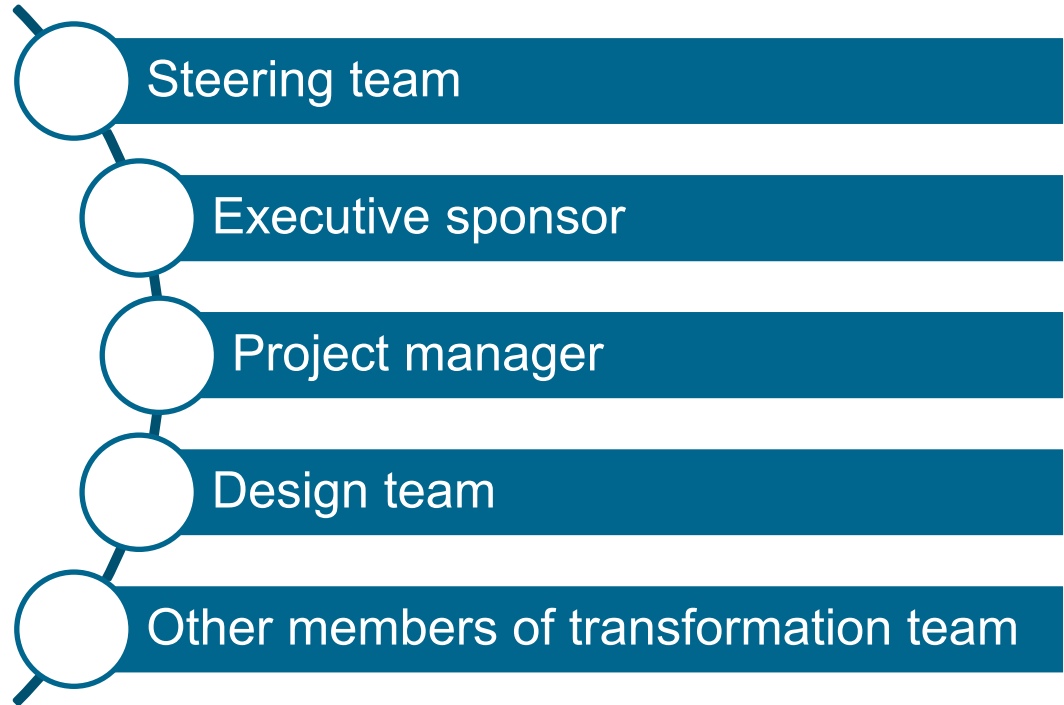 Steering team
Executive sponsor
Project manager
Design team
Other members of transformation team